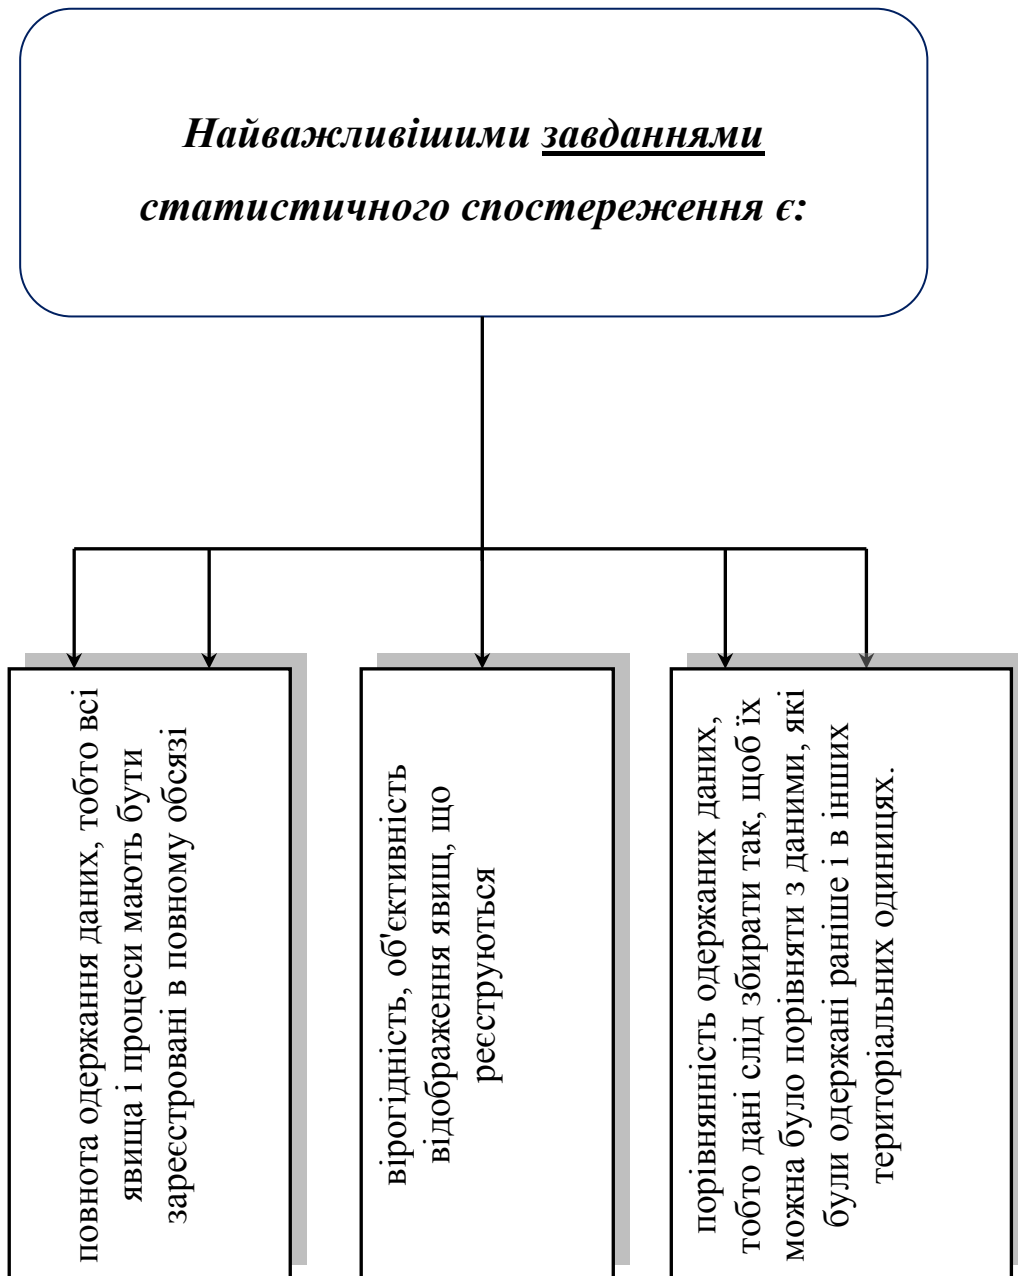 Найважливішими завданнями
статистичного спостереження є:
повнота одержання даних, тобто всі
явища і процеси мають бути
зареєстровані в повному обсязі
вірогідність, об'єктивність
відображення явищ, що
реєструються
порівнянність одержаних даних,
тобто дані слід збирати так, щоб їх
можна було порівняти з даними, які
були одержані раніше і в інших
територіальних одиницях.